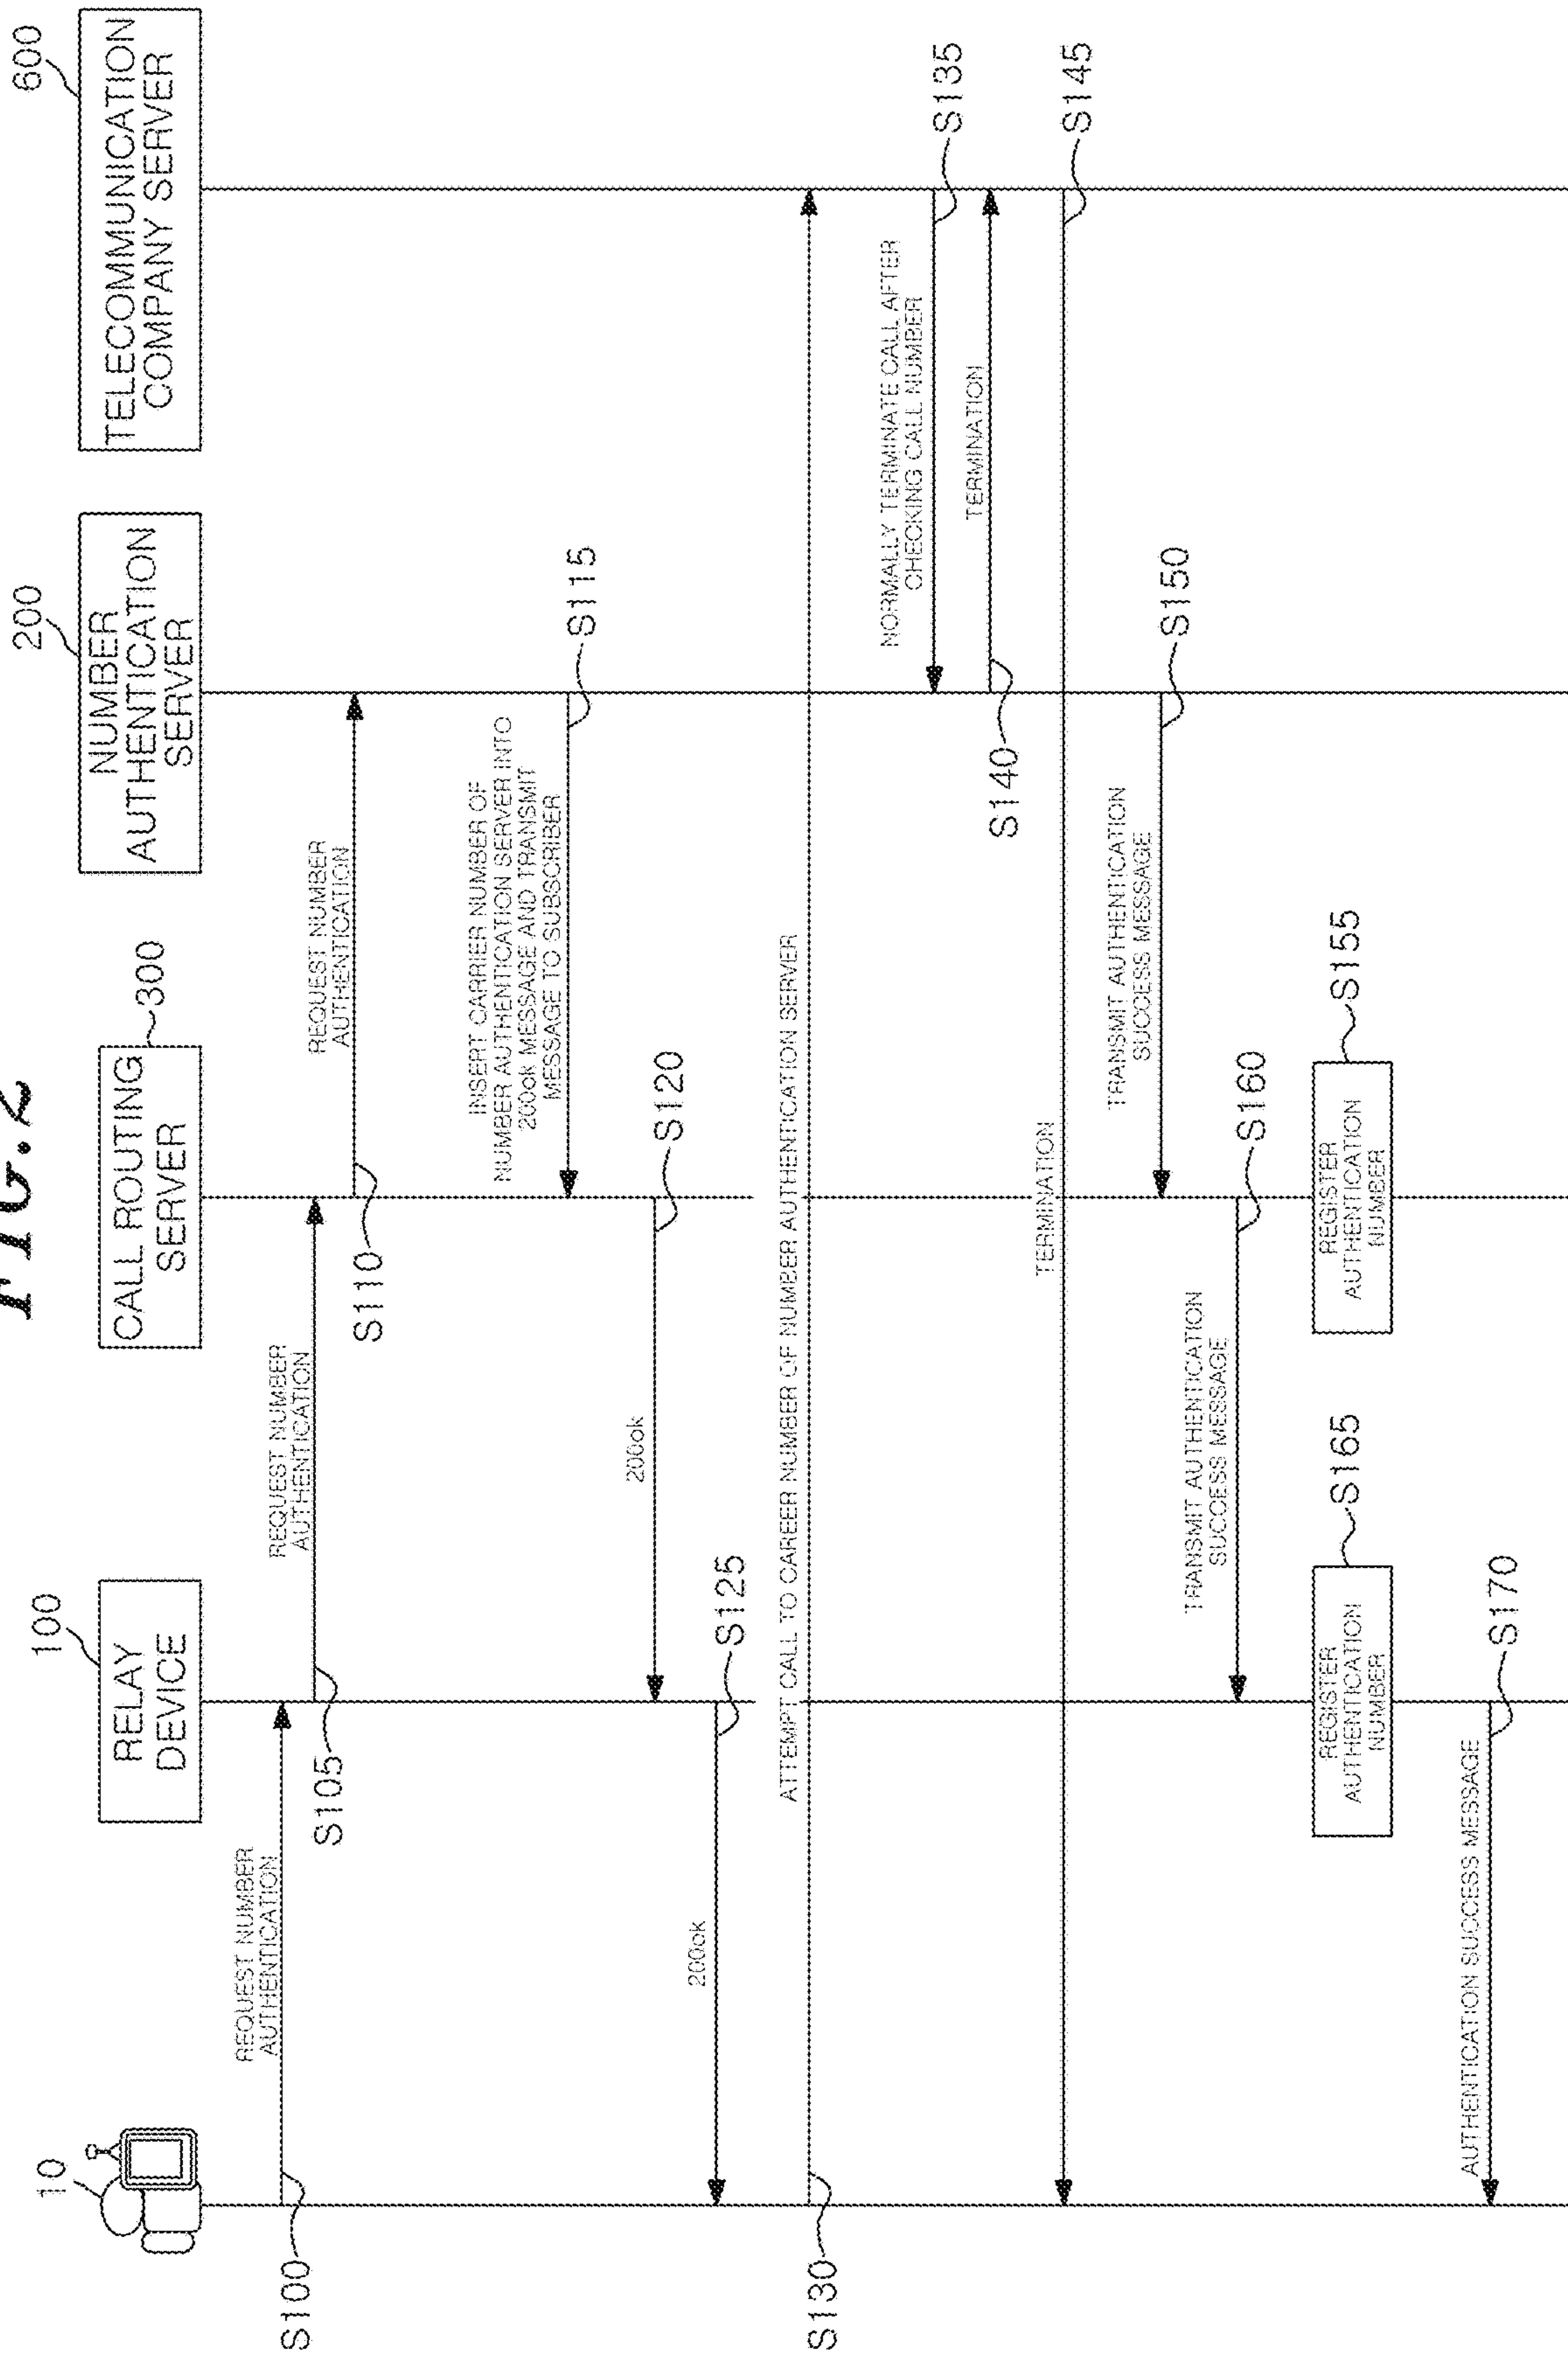 FIG.2
10
100
RELAY
DEVICE
CALL ROUTING
SERVER
300
200
NUMBER
AUTHENTICATION
SERVER
600
TELECOMMUNICATION
COMPANY SERVER
S100
REQUEST NUMBER
AUTHENTICATION
S105
REQUEST NUMBER
AUTHENTICATION
S110
REQUEST NUMBER
AUTHENTICATION
INSERT CARRIER NUMBER OF
NUMBER AUTHENTICATION SERVER INTO
200ok MESSAGE AND TRANSMIT
MESSAGE TO SUBSCRIBER
S115
200ok
S120
200ok
S125
S130
ATTEMPT CALL TO CAREER NUMBER OF NUMBER AUTHENTICATION SERVER
NORMALLY TERMINATE CALL AFTER
CHECKING CALL NUMBER
S135
S140
TERMINATION
TERMINATION
S145
TRANSMIT AUTHENTICATION
SUCCESS MESSAGE
S150
TRANSMIT AUTHENTICATION
SUCCESS MESSAGE
S160
REGISTER
AUTHENTICATION
NUMBER
S165
REGISTER
AUTHENTICATION
NUMBER
S155
AUTHENTICATION SUCCESS MESSAGE
S170